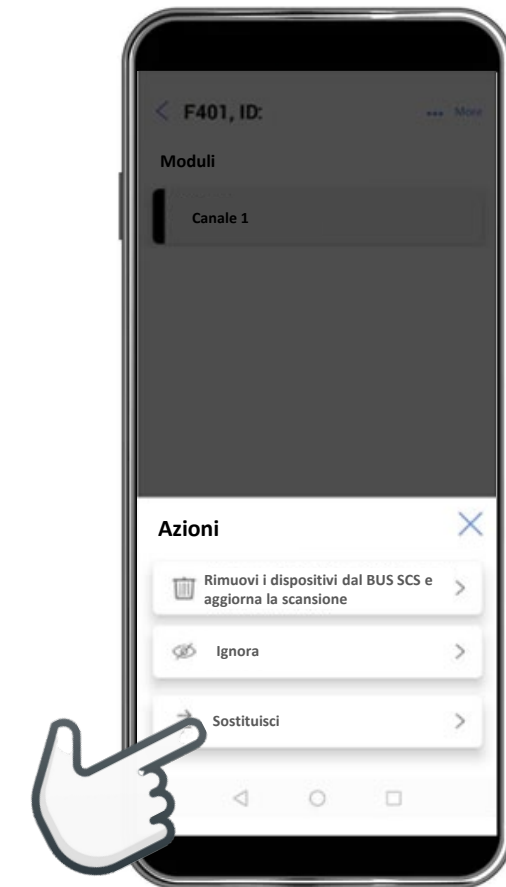 F401, ID:
More
Moduli
Canale 1
Azioni
Rimuovi i dispositivi dal BUS SCS e
aggiorna la scansione
Ignora
Sostituisci